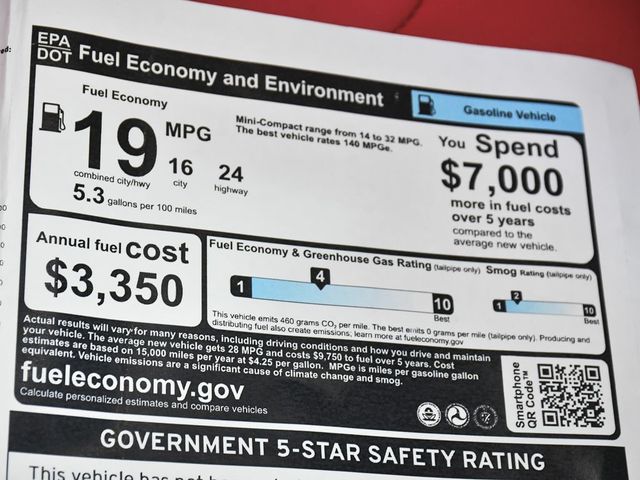 EPA
DOT
Fuel Economy and Environment
Gasoline Vehicle
Fuel Economy
19 MPG
combined city/hwy
16
city
24
highway
5.3 gallons per 100 miles
Mini-Compact range from 14 to 32 MPG.
The best vehicle rates 140 MPGe.
You Spend
$7,000
more in fuel costs
over 5 years
compared to the
average new vehicle.
Annual fuel cost
$3,350
Fuel Economy & Greenhouse Gas Rating (tailpipe only)
1
4
10
Best
Smog Rating (tailpipe only)
1
2
10
Best
This vehicle emits 460 grams CO₂ per mile. The best emits 0 grams per mile (tailpipe only). Producing and
distributing fuel also create emissions; learn more at fueleconomy.gov
Actual results will vary for many reasons, including driving conditions and how you drive and maintain
your vehicle. The average new vehicle gets 28 MPG and costs $9,750 to fuel over 5 years. Cost
estimates are based on 15,000 miles per year at $4.25 per gallon. MPGe is miles per gasoline gallon
equivalent. Vehicle emissions are a significant cause of climate change and smog.
fueleconomy.gov
Calculate personalized estimates and compare vehicles
Smartphone
QR Code™
GOVERNMENT 5-STAR SAFETY RATING
This vehicle has not